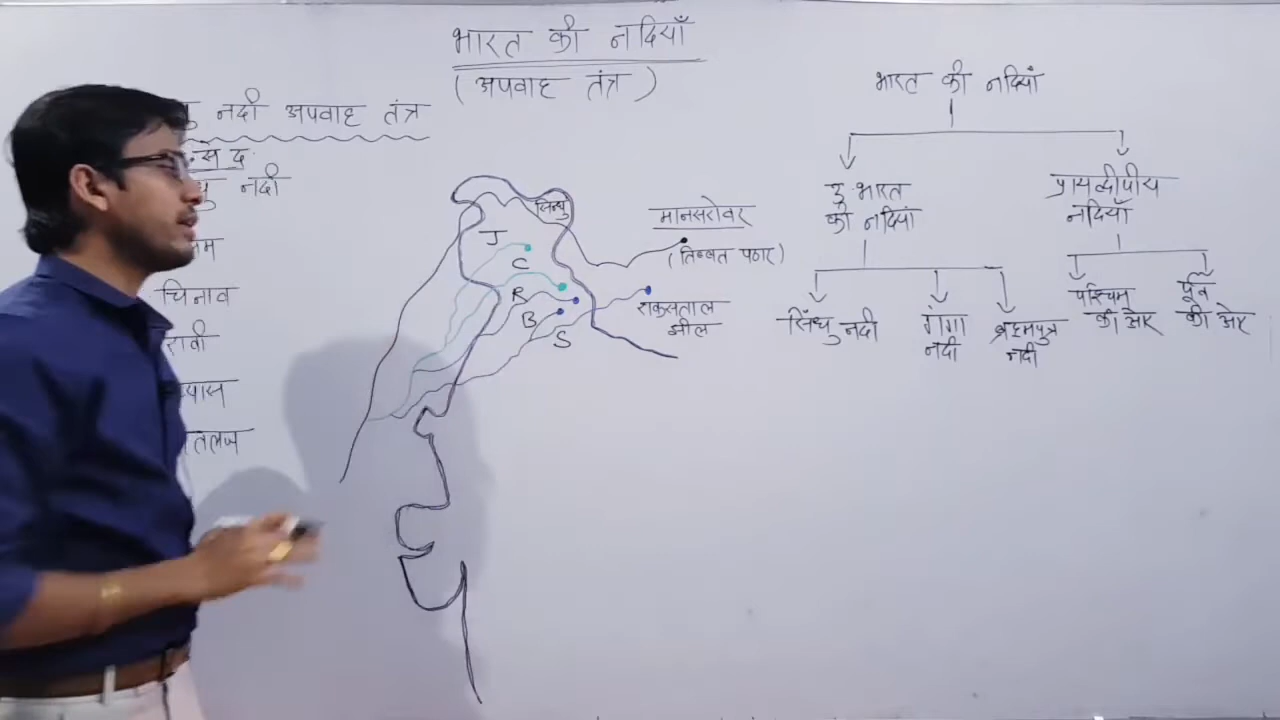 भारत की नदियाँ
(अपवाह तंत्र)
नदी अपवाह तंत्र
नदी
चिनाव
रावी
J
सिन्धु
C
R
B
S
मानसरोवर
(तिब्बत पठार)
राकसताल
झील
भारत की नदियां
उ. भारत
की नदियां
प्रायद्वीपीय
नदियाँ
सिंधु नदी
गंगा
नदी
ब्रह्मपुत्र
नदी
पश्चिम
की ओर
पूर्व
की ओर